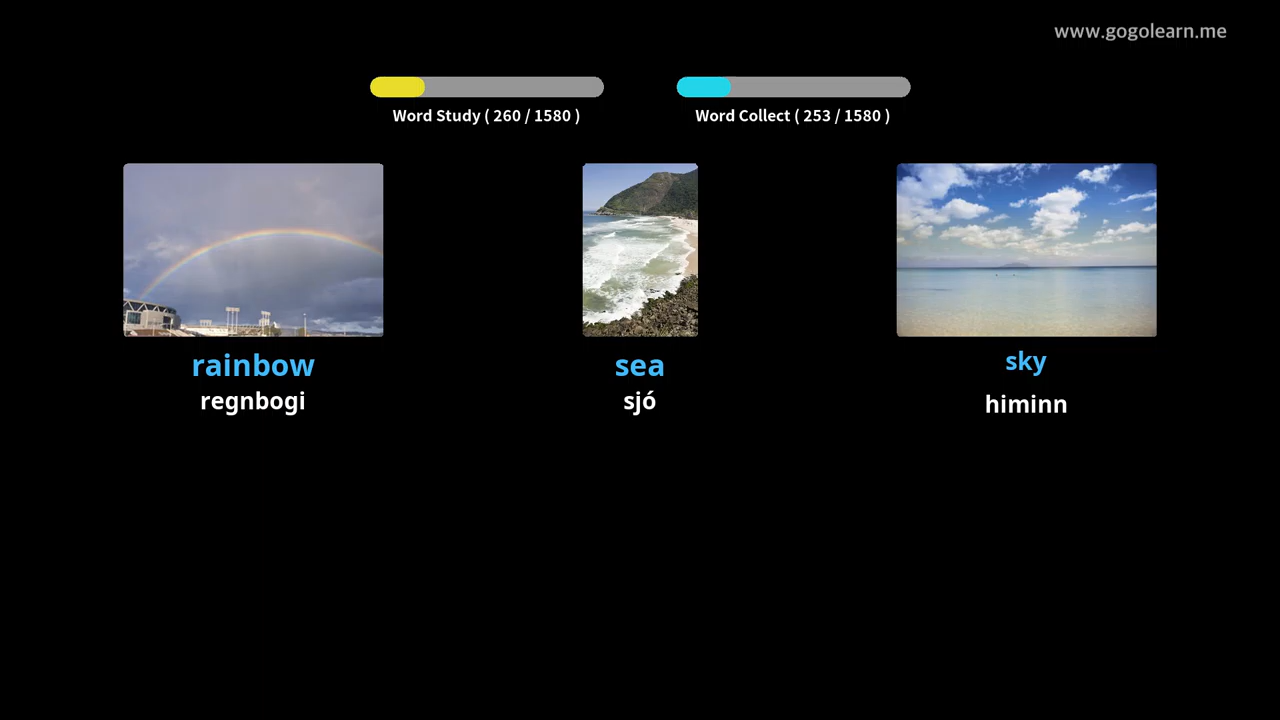 www.gogolearn.me
Word Study ( 260 / 1580 )
Word Collect ( 253 / 1580 )
rainbow
regnbogi
sea
sjó
sky
himinn